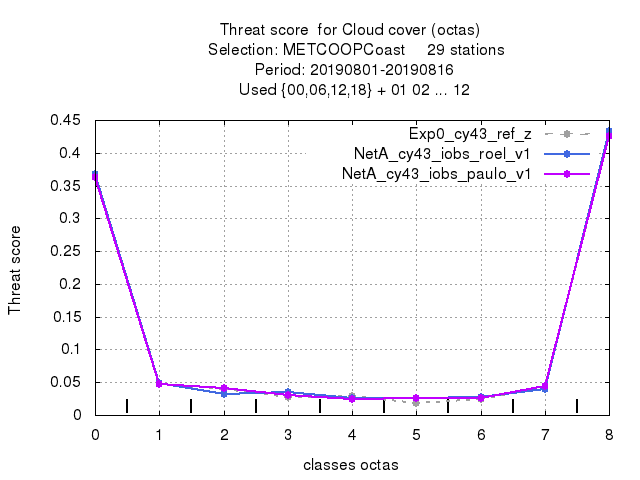 Threat score  for Cloud cover (octas)
Selection: METCOOPCoast     29 stations
Period: 20190801-20190816
Used {00,06,12,18} + 01 02 ... 12
Exp0_cy43_ref_z
NetA_cy43_iobs_roel_v1
NetA_cy43_iobs_paulo_v1
Threat score
0.45
0.4
0.35
0.3
0.25
0.2
0.15
0.1
0.05
0
0 1 2 3 4 5 6 7 8
classes octas